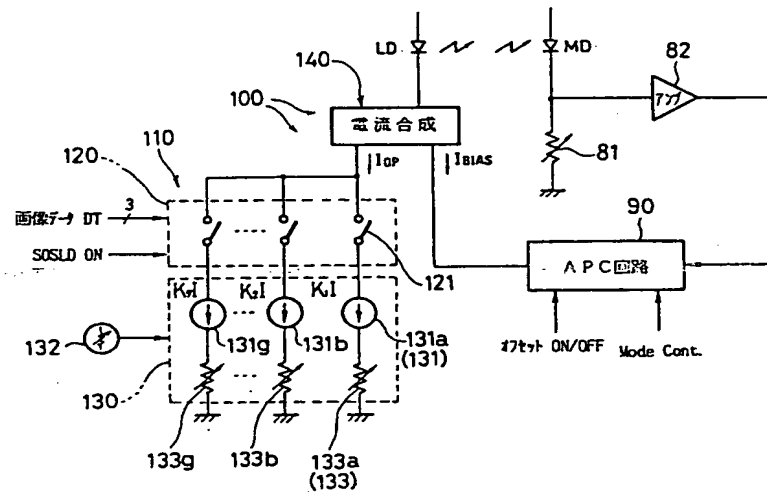 LD
MD
82
アンプ
140
100
電流合成
81
110
IOP
IBIAS
120
画像データ DT
3
SOSLD ON
121
90
APC回路
K7I
K2I
K1I
132
131g
131b
131a
(131)
オフセット ON/OFF
Mode Cont.
130
133g
133b
133a
(133)